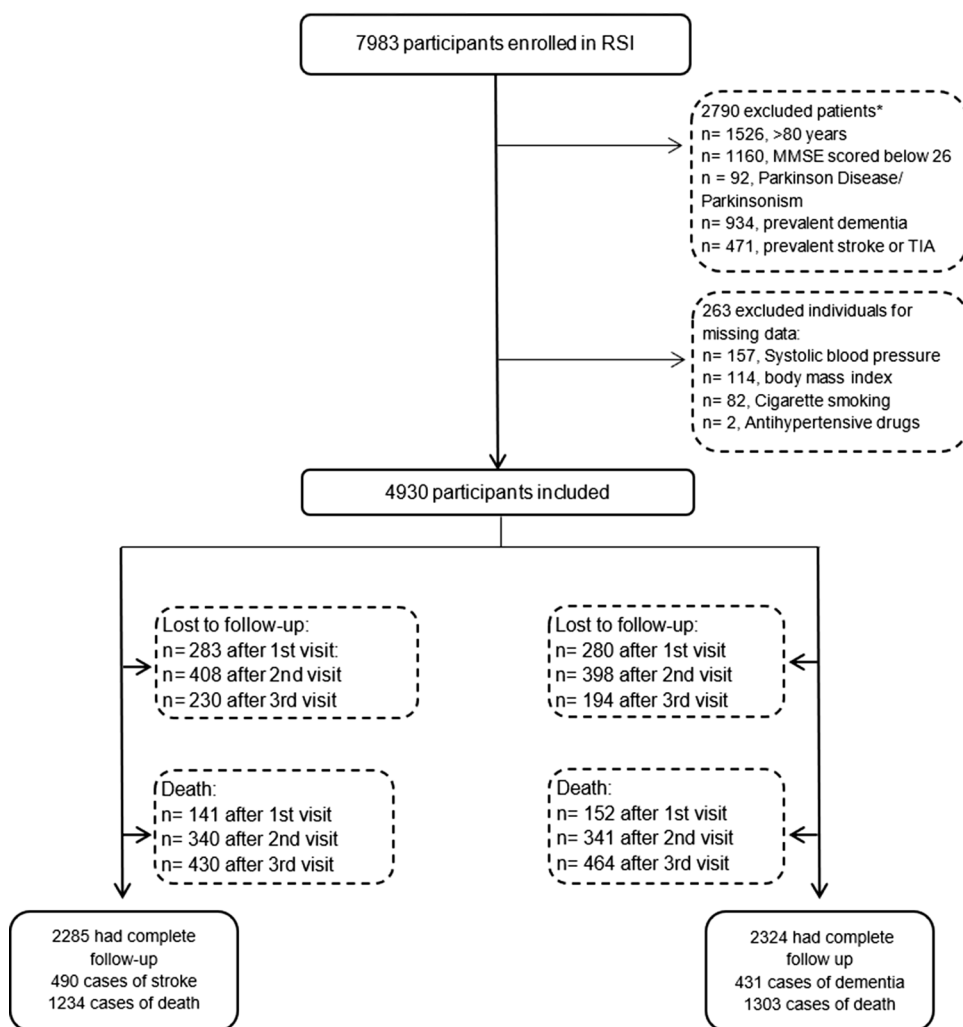 7983 participants enrolled in RSI
2790 excluded patients*
n= 1526, >80 years
n= 1160, MMSE scored below 26
n = 92, Parkinson Disease/
Parkinsonism
n= 934, prevalent dementia
n= 471, prevalent stroke or TIA
263 excluded individuals for
missing data:
n= 157, Systolic blood pressure
n= 114, body mass index
n= 82, Cigarette smoking
n= 2, Antihypertensive drugs
4930 participants included
Lost to follow-up:
n= 283 after 1st visit:
n= 408 after 2nd visit
n= 230 after 3rd visit
Lost to follow-up:
n= 280 after 1st visit
n= 398 after 2nd visit
n= 194 after 3rd visit
Death:
n= 141 after 1st visit
n= 340 after 2nd visit
n= 430 after 3rd visit
Death:
n= 152 after 1st visit
n= 341 after 2nd visit
n= 464 after 3rd visit
2285 had complete
follow-up
490 cases of stroke
1234 cases of death
2324 had complete
follow up
431 cases of dementia
1303 cases of death